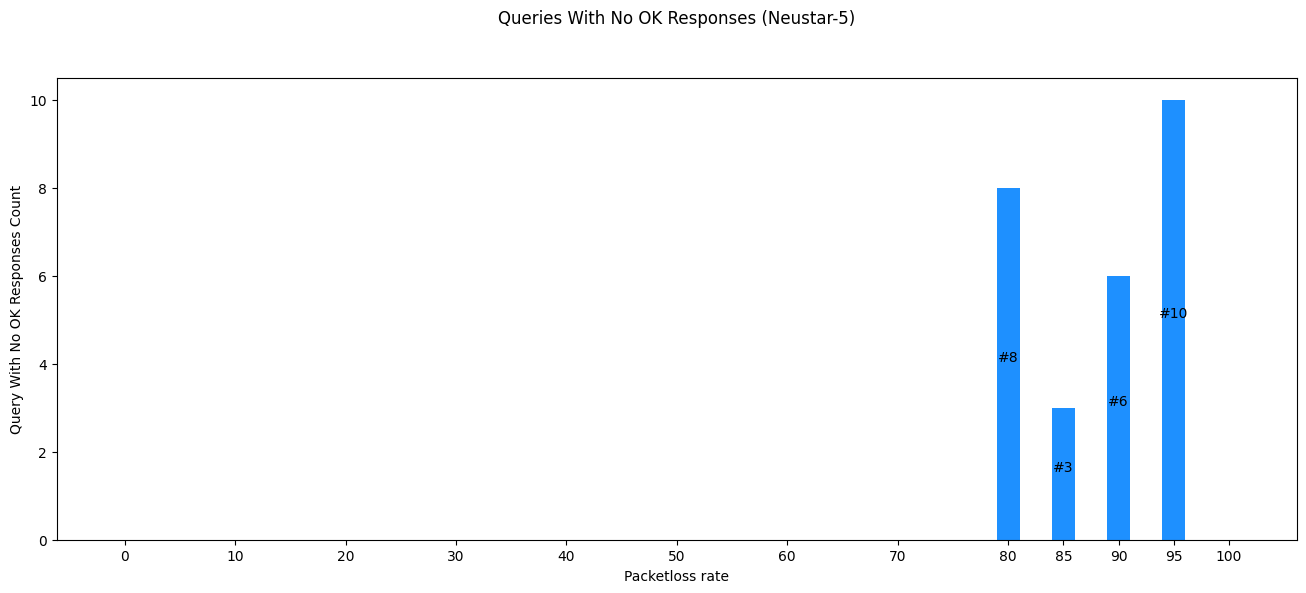 Queries With No OK Responses (Neustar-5)
Query With No OK Responses Count
10
8
6
4
2
0
#8
#3
#6
#10
0 10 20 30 40 50 60 70 80 85 90 95 100
Packetloss rate